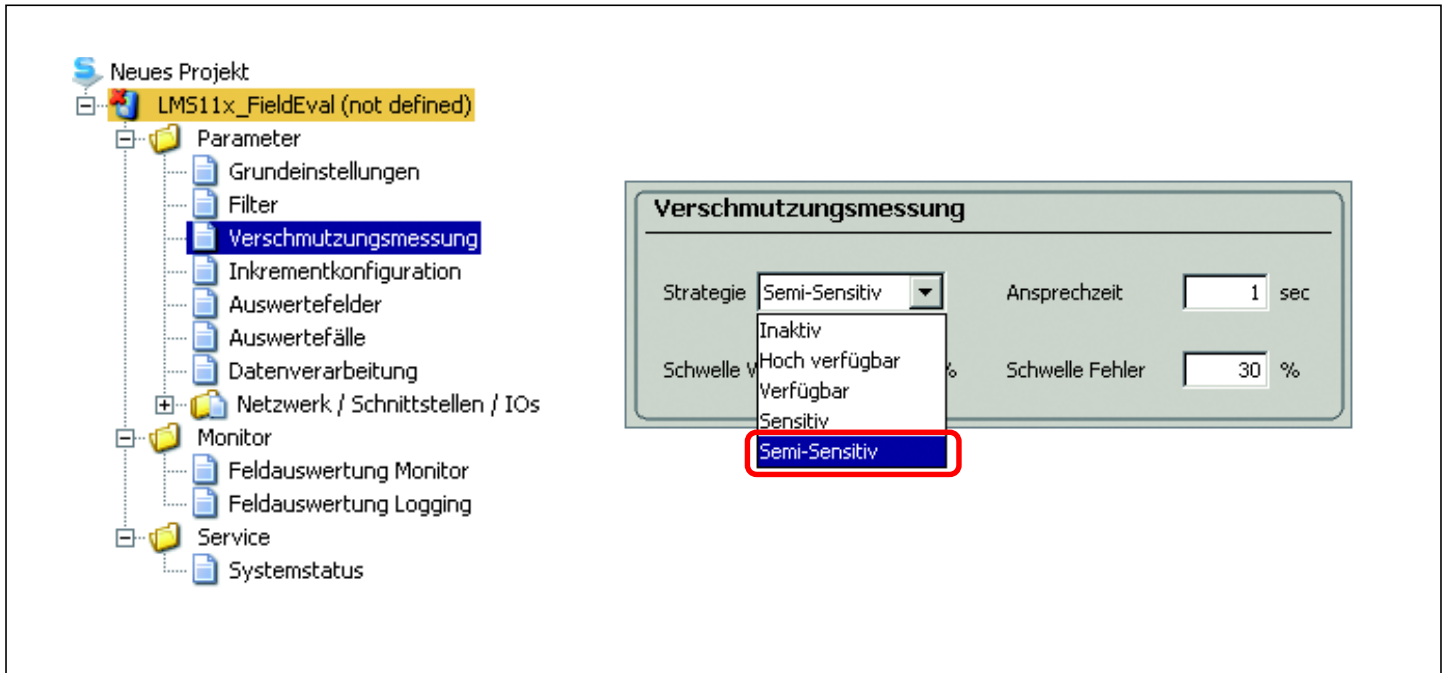 Neues Projekt
LMS11x_FieldEval (not defined)
Parameter
Grundeinstellungen
Filter
Verschmutzungsmessung
Inkrementkonfiguration
Auswertefelder
Auswertefälle
Datenverarbeitung
Netzwerk / Schnittstellen / IOs
Monitor
Feldauswertung Monitor
Feldauswertung Logging
Service
Systemstatus
Verschmutzungsmessung
Strategie Semi-Sensitiv Ansprechzeit 1 sec
Inaktiv
Hoch verfügbar
Verfügbar
Sensitiv
Semi-Sensitiv
Schwelle % Schwelle Fehler 30 %